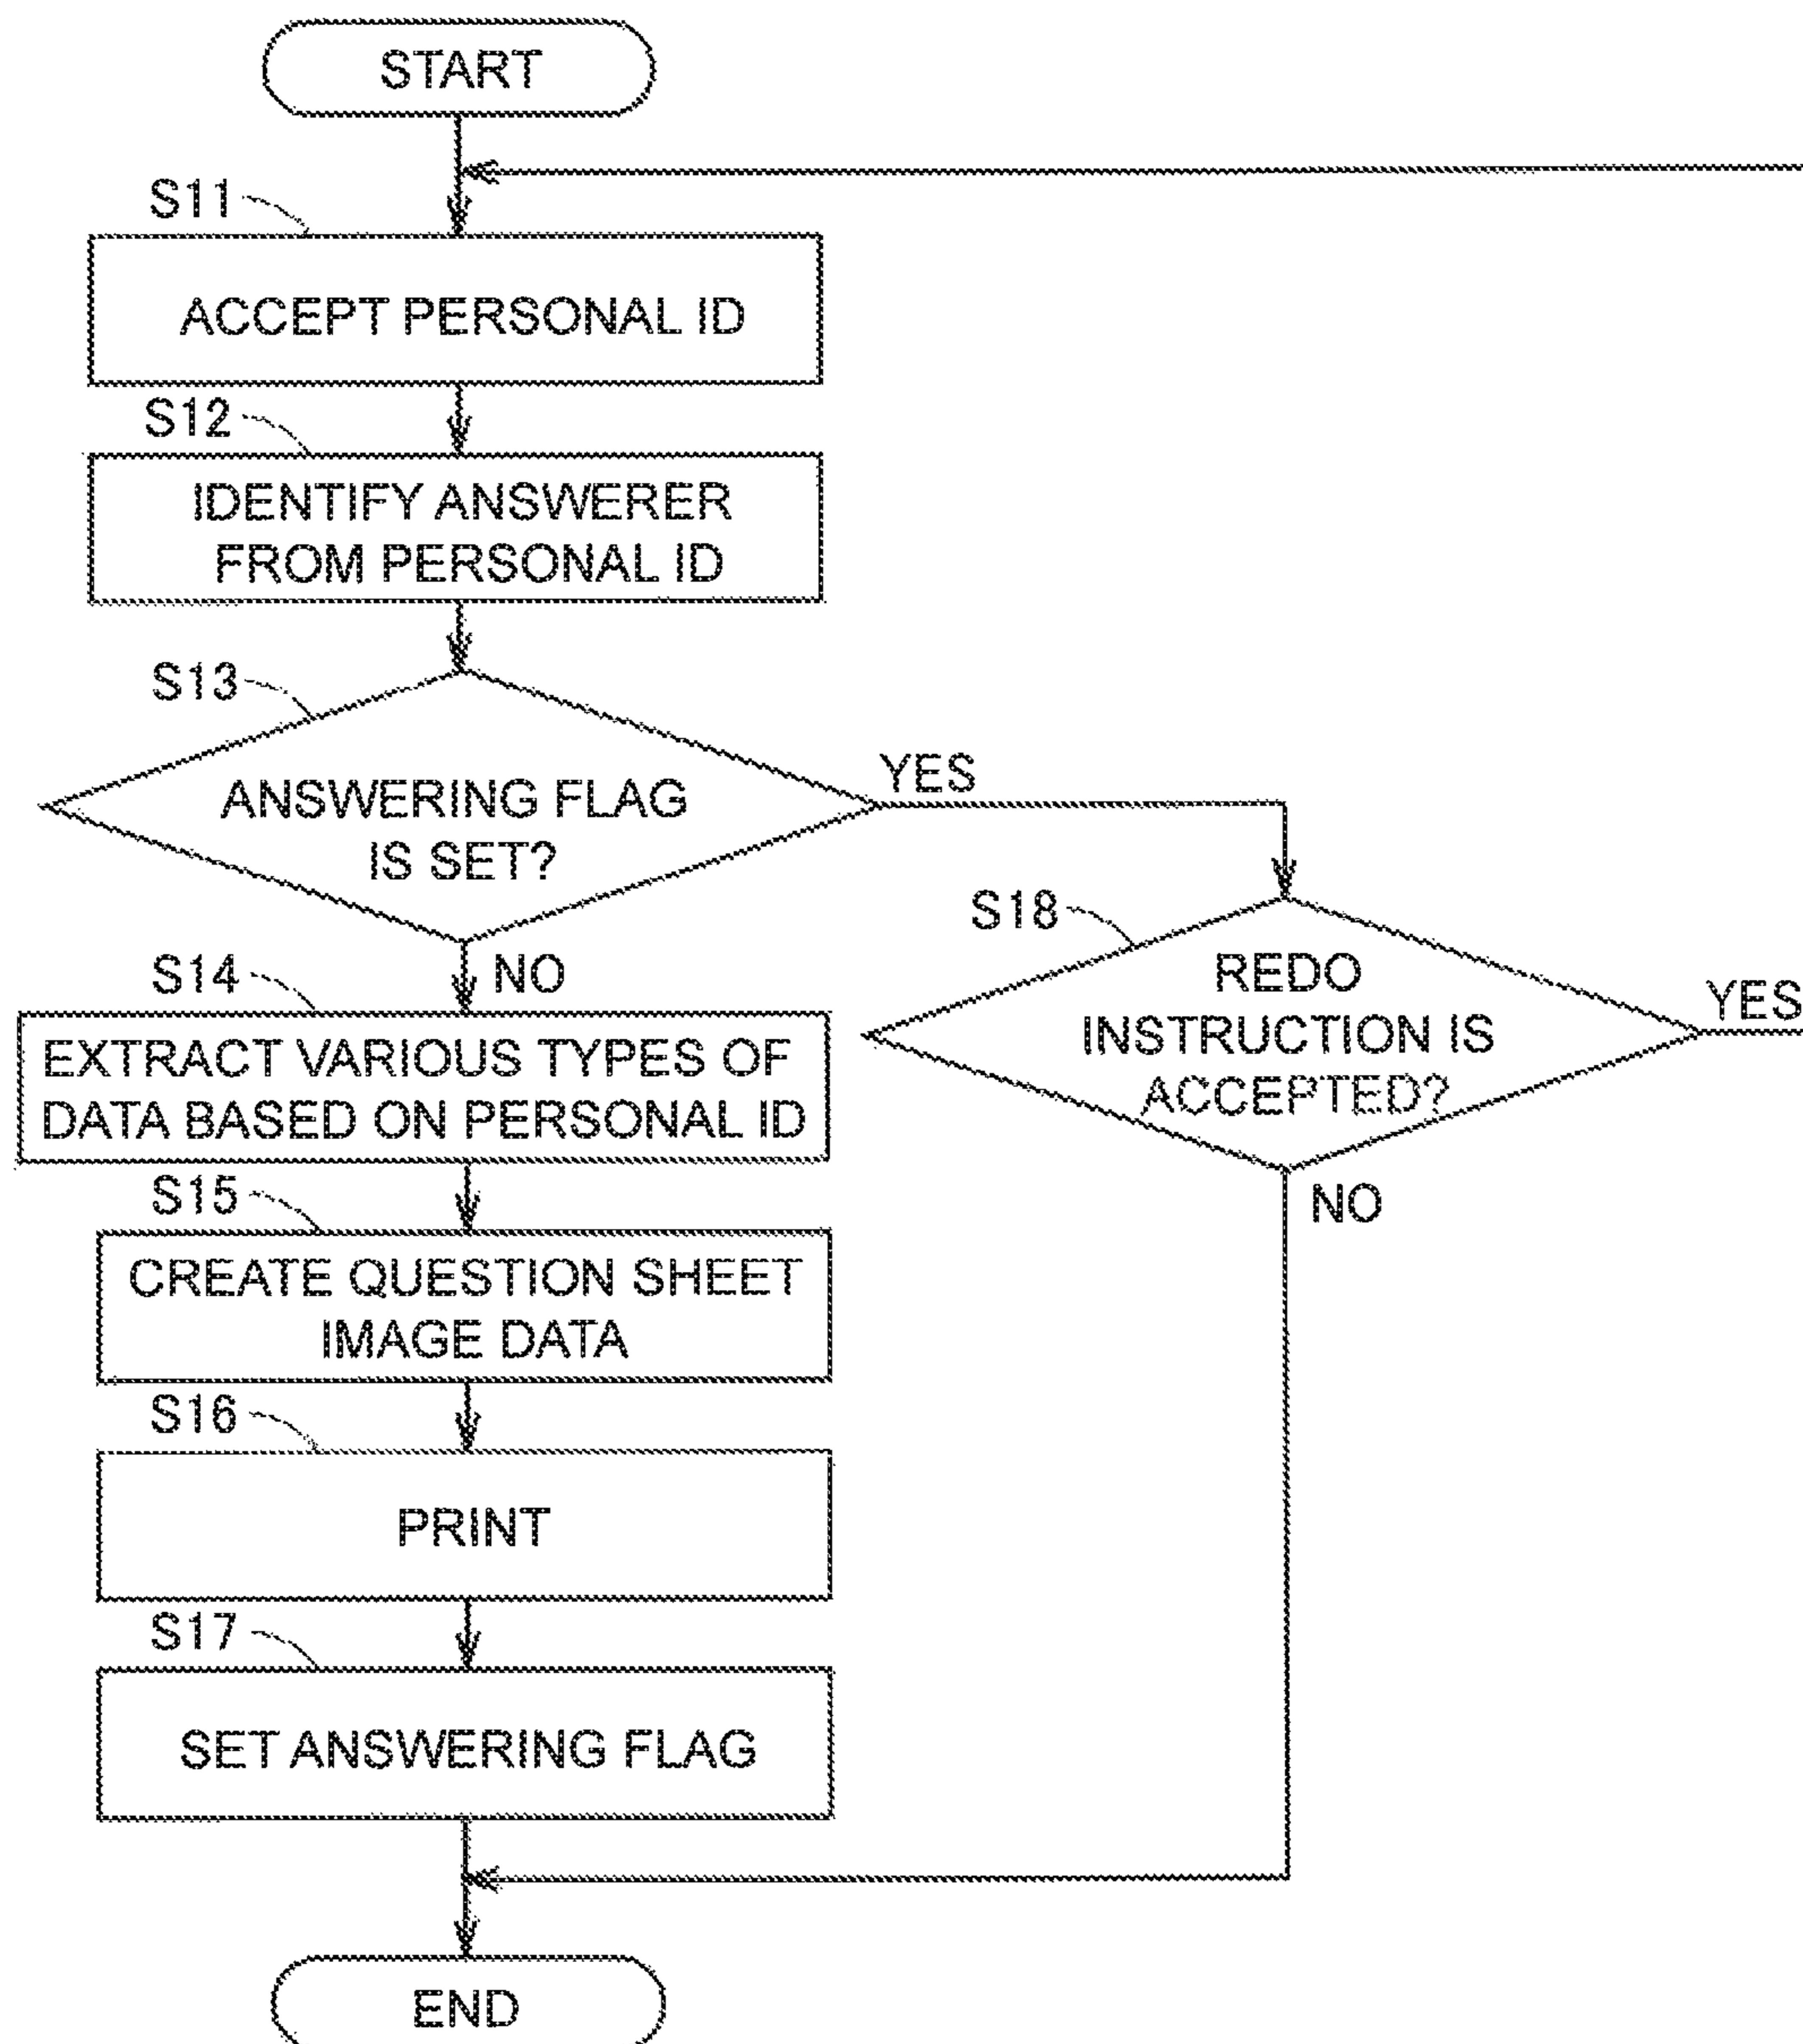 START
S11
ACCEPT PERSONAL ID
S12
IDENTIFY ANSWERER
FROM PERSONAL ID
S13
ANSWERING FLAG
IS SET?
YES
NO
S14
EXTRACT VARIOUS TYPES OF
DATA BASED ON PERSONAL ID
S18
REDO
INSTRUCTION IS
ACCEPTED?
YES
NO
S15
CREATE QUESTION SHEET
IMAGE DATA
S16
PRINT
S17
SET ANSWERING FLAG
END